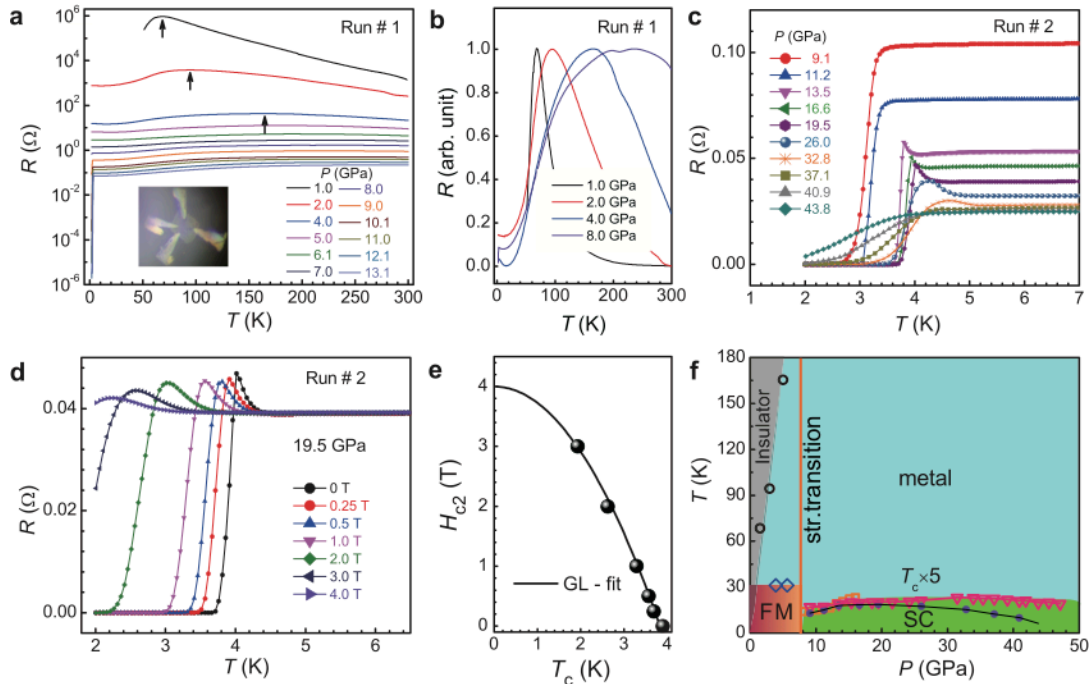 a
Run # 1
R (Ω)
10^6
10^4
10^2
10^0
10^-2
10^-4
10^-6
P (GPa)
1.0 8.0
2.0 9.0
4.0 10.1
5.0 11.0
6.1 12.1
7.0 13.1
0 50 100 150 200 250 300
T (K)
b
Run # 1
R (arb. unit)
1.0
0.8
0.6
0.4
0.2
0.0
1.0 GPa
2.0 GPa
4.0 GPa
8.0 GPa
0 100 200 300
T (K)
c
Run # 2
P (GPa)
9.1
11.2
13.5
16.6
19.5
26.0
32.8
37.1
40.9
43.8
R (Ω)
0.10
0.05
0.00
1 2 3 4 5 6 7
T (K)
d
Run # 2
R (Ω)
0.04
0.02
0.00
19.5 GPa
0 T
0.25 T
0.5 T
1.0 T
2.0 T
3.0 T
4.0 T
2 3 4 5 6
T (K)
e
H_c2 (T)
4
3
2
1
0
GL - fit
0 1 2 3 4
T_c (K)
f
T (K)
180
150
120
90
60
30
0
Insulator
str.transition
metal
T_c×5
FM
SC
0 10 20 30 40 50
P (GPa)